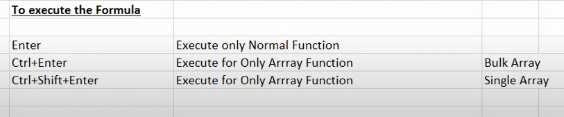 To execute the Formula
Enter Execute only Normal Function
Ctrl+Enter Execute for Only Arrray Function Bulk Array
Ctrl+Shift+Enter Execute for Only Arrray Function Single Array